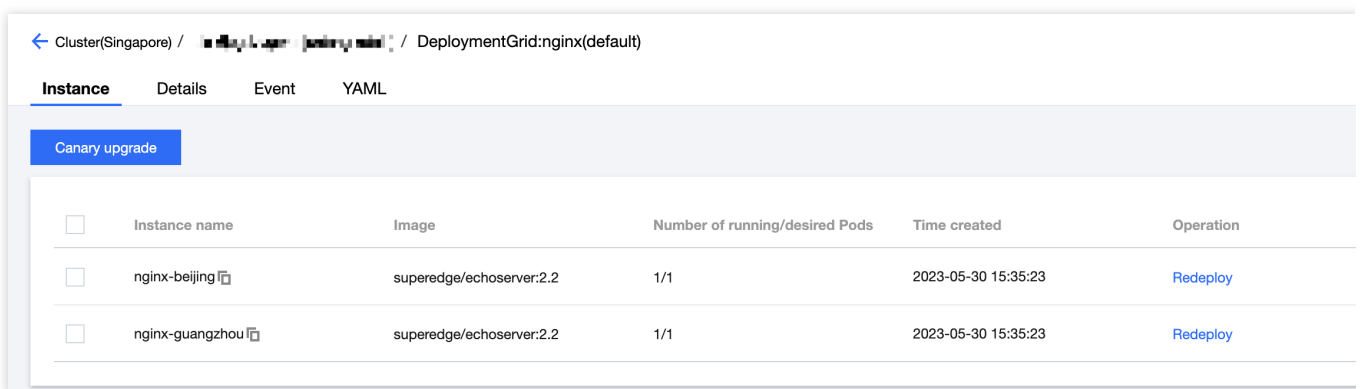 Cluster(Singapore) / / DeploymentGrid:nginx(default)
Instance Details Event YAML
Canary upgrade
Instance name Image Number of running/desired Pods Time created Operation
nginx-beijing superedge/echoserver:2.2 1/1 2023-05-30 15:35:23 Redeploy
nginx-guangzhou superedge/echoserver:2.2 1/1 2023-05-30 15:35:23 Redeploy